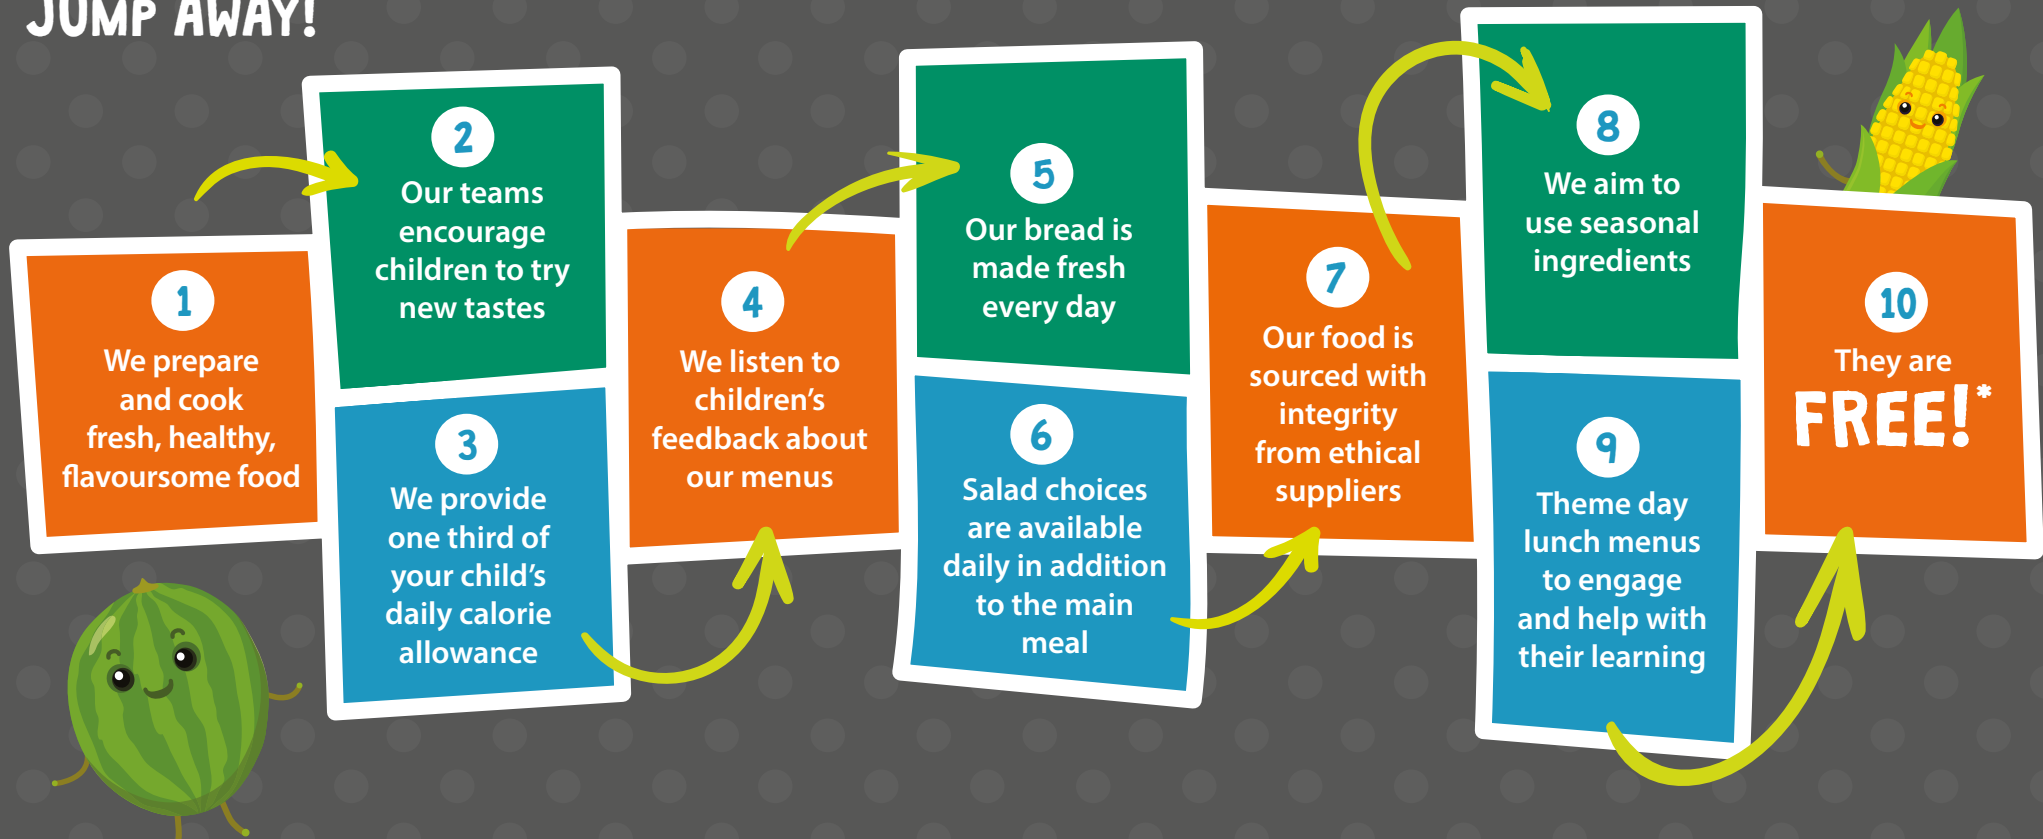 JUMP AWAY!
1
We prepare
and cook
fresh, healthy,
flavoursome food
2
Our teams
encourage
children to try
new tastes
3
We provide
one third of
your child's
daily calorie
allowance
4
We listen to
children's
feedback about
our menus
5
Our bread is
made fresh
every day
6
Salad choices
are available
daily in addition
to the main
meal
7
Our food is
sourced with
integrity
from ethical
suppliers
8
We aim to
use seasonal
ingredients
9
Theme day
lunch menus
to engage
and help with
their learning
10
They are
FREE!*